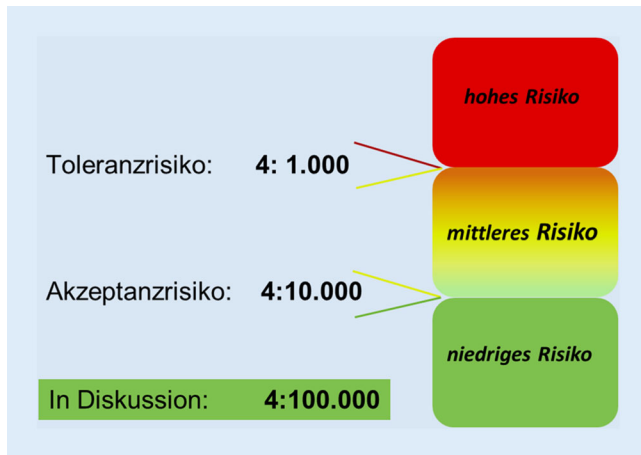 hohes Risiko
Toleranzrisiko: 4: 1.000
mittleres Risiko
Akzeptanzrisiko: 4:10.000
niedriges Risiko
In Diskussion: 4:100.000